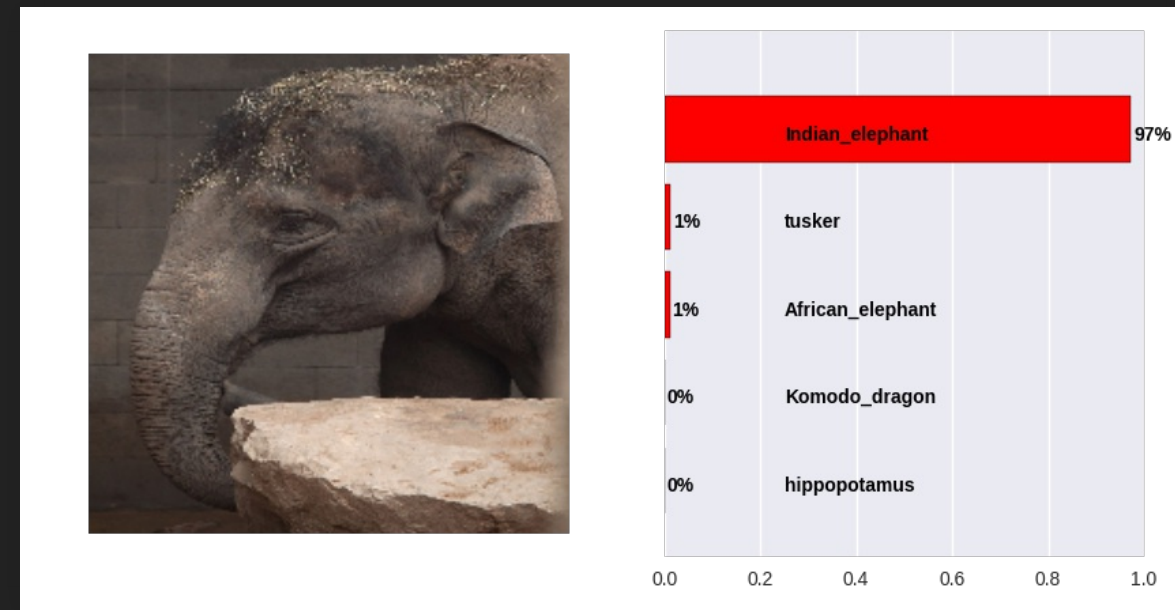 Indian_elephant 97%
1% tusker
1% African_elephant
0% Komodo_dragon
0% hippopotamus
0.0 0.2 0.4 0.6 0.8 1.0